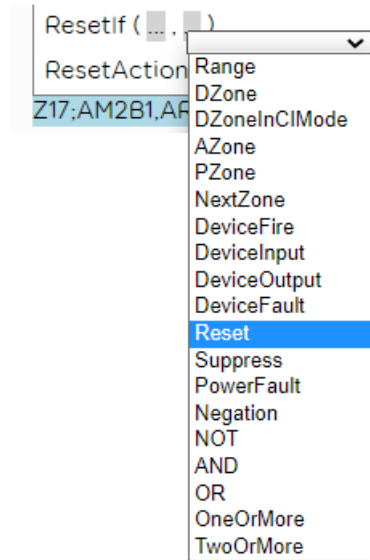 ResetIf ( ... , ... )
ResetAction
Z17;AM2B1,AR
Range
DZone
DZoneInCIMode
AZone
PZone
NextZone
DeviceFire
DeviceInput
DeviceOutput
DeviceFault
Reset
Suppress
PowerFault
Negation
NOT
AND
OR
OneOrMore
TwoOrMore